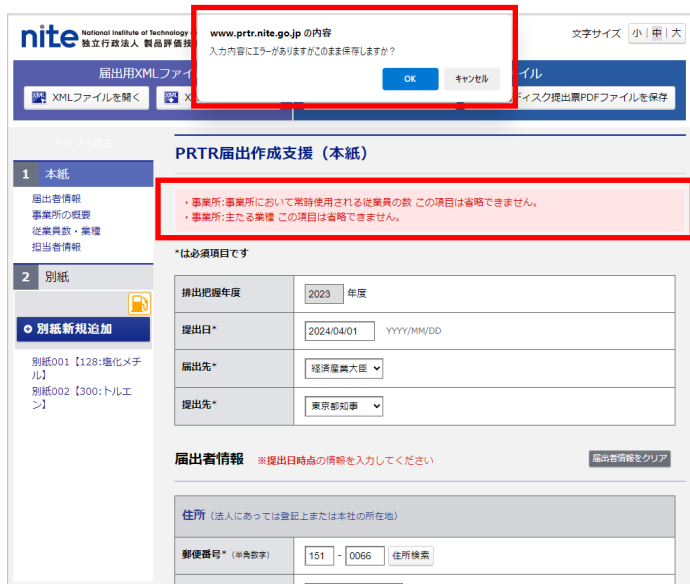 nite National Institute of Technology
独立行政法人 製品評価技
www.prtr.nite.go.jp の内容
入力内容にエラーがありますがこのまま保存しますか？
OK キャンセル
文字サイズ 小 中 大
届出用XMLファイ
イル
XMLファイルを開く
ィスク提出票PDFファイルを保存
トップへ戻る
1 本紙
届出者情報
事業所の概要
従業員数・業種
担当者情報
2 別紙
別紙新規追加
別紙001【128:塩化メチル】
別紙002【300:トルエン】
PRTR届出作成支援（本紙）
・事業所:事業所において常時使用される従業員の数 この項目は省略できません。
・事業所:主たる業種 この項目は省略できません。
*は必須項目です
排出把握年度 2023 年度
提出日* 2024/04/01 YYYY/MM/DD
届出先* 経済産業大臣
提出先* 東京都知事
届出者情報 ※提出日時点の情報を入力してください 届出者情報をクリア
住所（法人にあっては登記上または本社の所在地）
郵便番号*（半角数字） 151 - 0066 住所検索